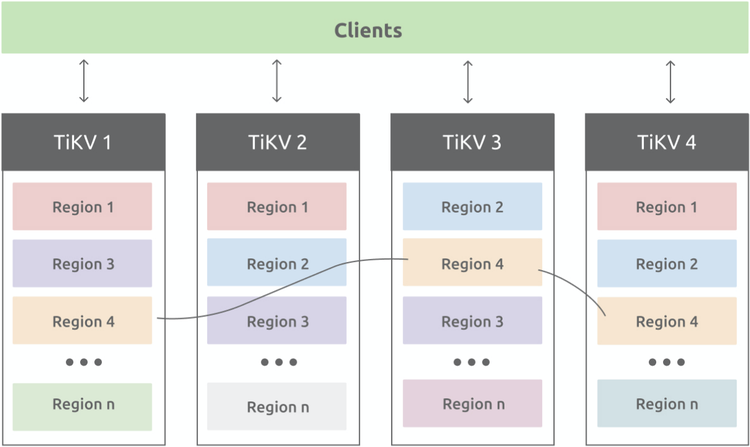 Clients
TiKV 1
Region 1
Region 3
Region 4
Region n
TiKV 2
Region 1
Region 2
Region 3
Region n
TiKV 3
Region 2
Region 4
Region 3
Region n
TiKV 4
Region 1
Region 2
Region 4
Region n